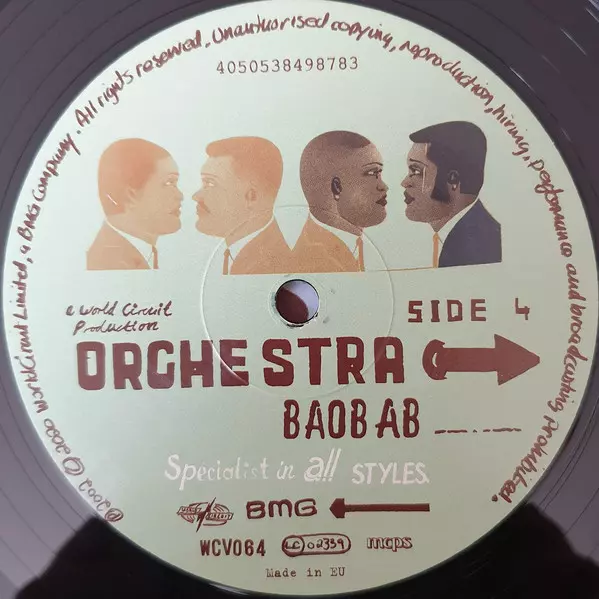 ℗ 2002 © 2020 World Circuit Limited, a BMG Company. All rights reserved. Unauthorised copying, reproduction, hiring, performance and broadcasting prohibited.
4050538498783
a World Circuit
Production
SIDE 4
ORCHESTRA
BAOBAB
Specialist in all STYLES.
BMG
WCV064 LC 02339 mcps
Made in EU